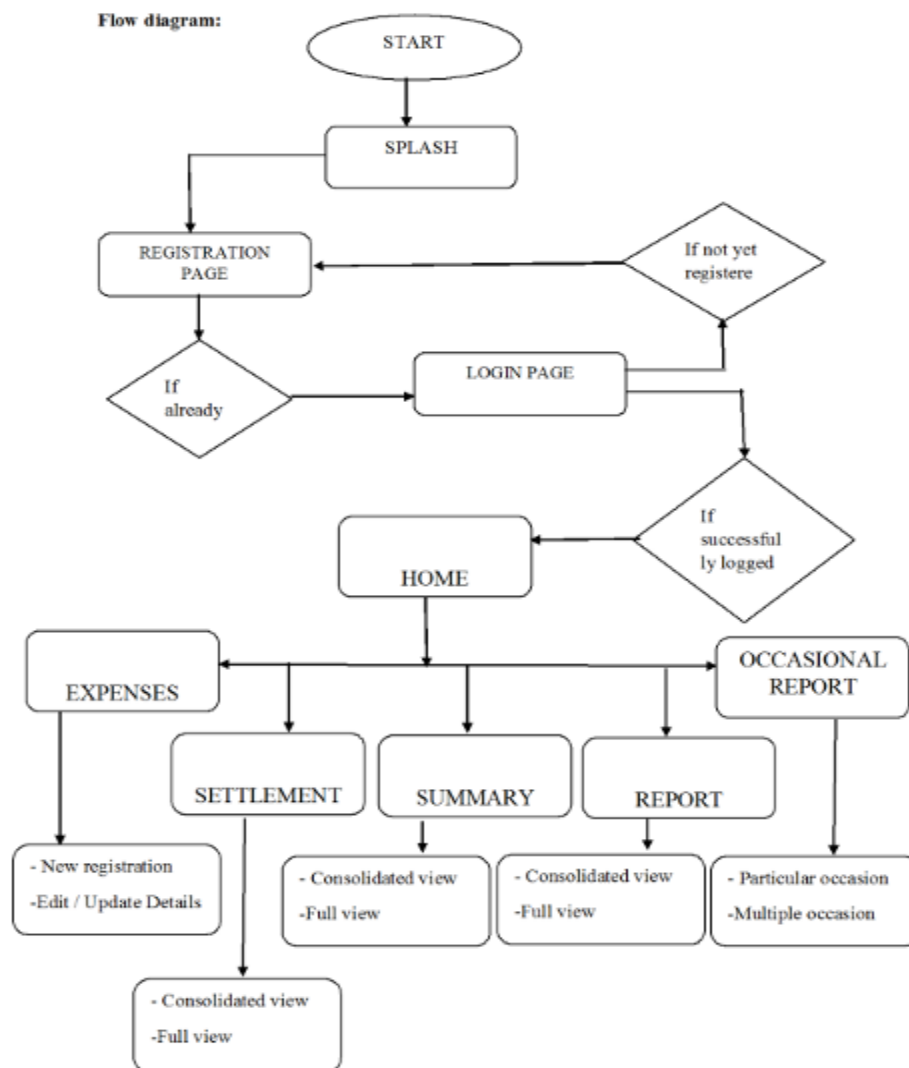 Flow diagram:
START
SPLASH
REGISTRATION
PAGE
If not yet
registere
If
already
LOGIN PAGE
If
successful
ly logged
HOME
EXPENSES
OCCASIONAL
REPORT
SETTLEMENT
SUMMARY
REPORT
- New registration
-Edit / Update Details
- Consolidated view
-Full view
- Consolidated view
-Full view
- Particular occasion
-Multiple occasion
- Consolidated view
-Full view